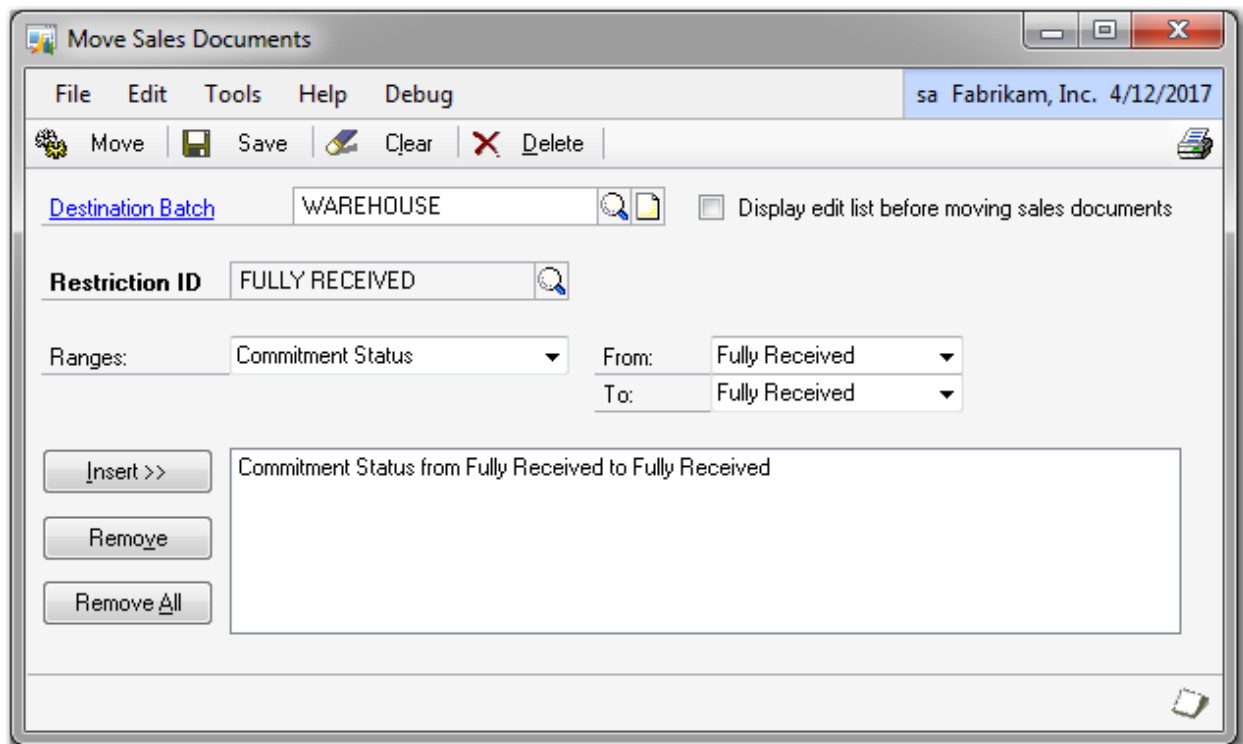 Move Sales Documents
X
File Edit Tools Help Debug sa Fabrikam, Inc. 4/12/2017
Move Save Clear Delete
Destination Batch WAREHOUSE Display edit list before moving sales documents
Restriction ID FULLY RECEIVED
Ranges: Commitment Status From: Fully Received
To: Fully Received
Insert >> Commitment Status from Fully Received to Fully Received
Remove
Remove All